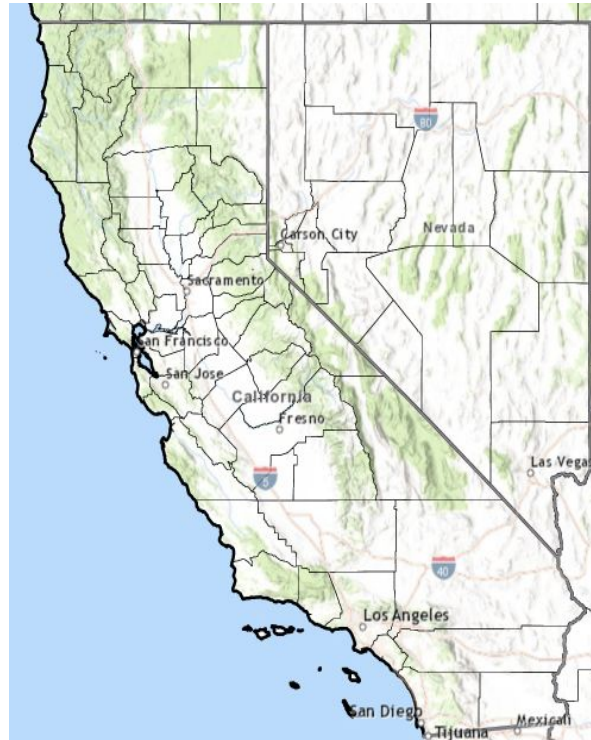 80
Carson City
Nevada
Sacramento
San Francisco
San Jose
California
Fresno
Las Vegas
5
40
Los Angeles
San Diego
Tijuana
Mexicali